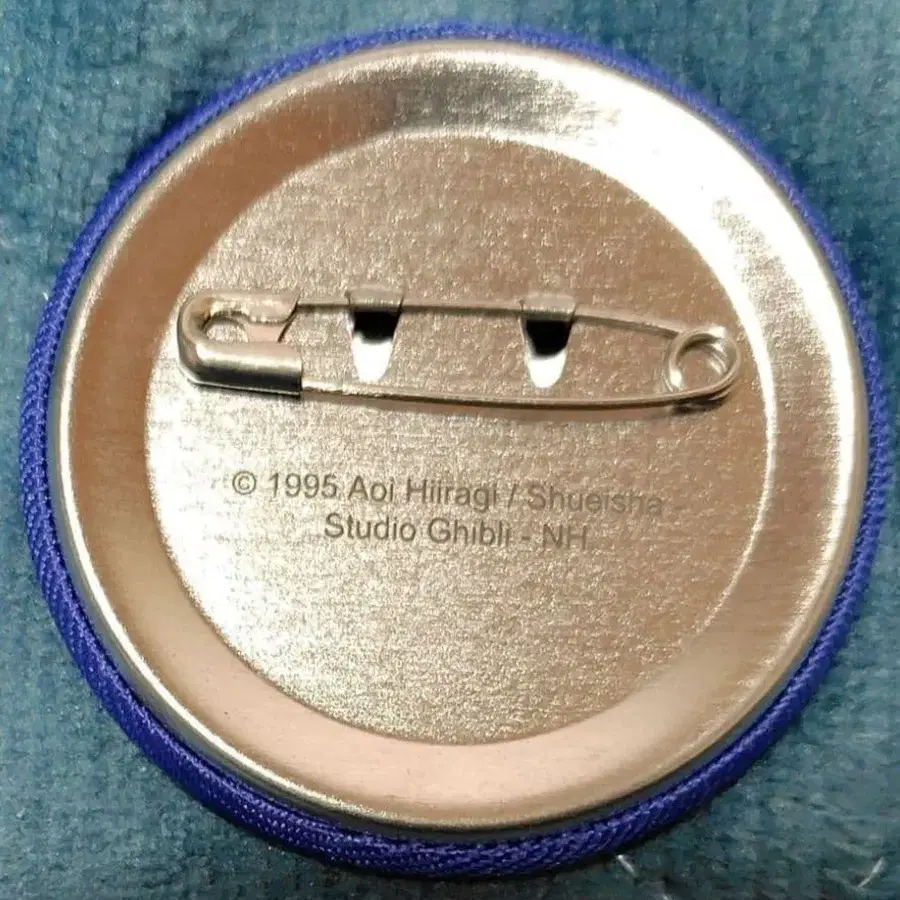 © 1995 Aoi Hiiragi / Shueisha
Studio Ghibli - NH